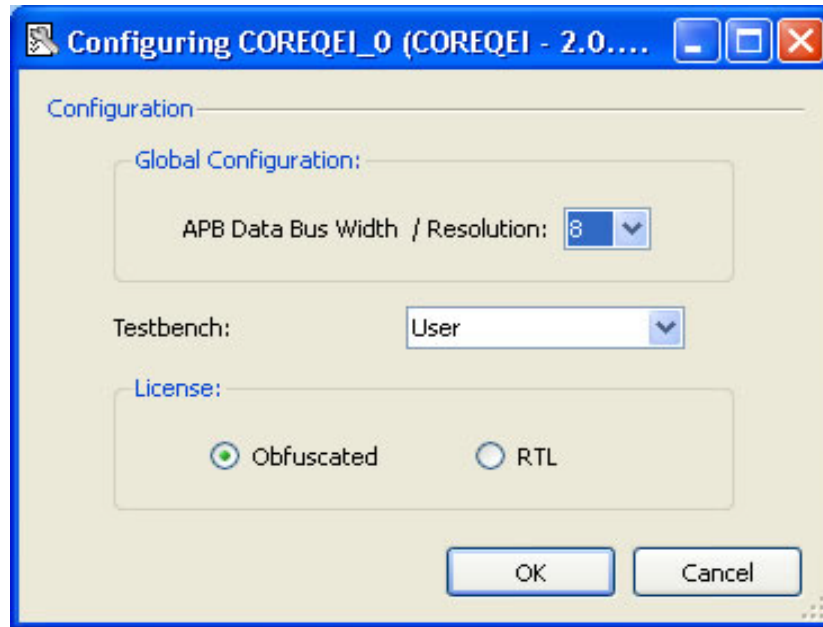 Configuring COREQEI_0 (COREQEI - 2.0....
Configuration
Global Configuration:
APB Data Bus Width / Resolution: 8
Testbench: User
License:
Obfuscated RTL
OK Cancel